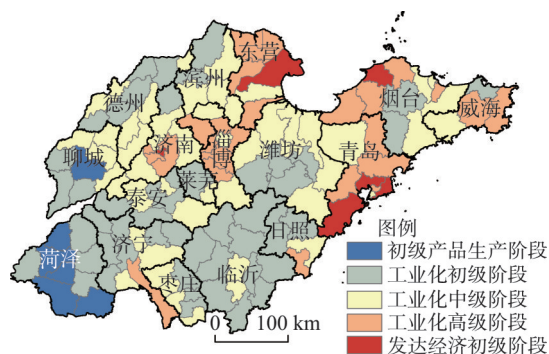 东营
滨州
德州
烟台
威海
济南
淄博
潍坊
青岛
聊城
莱芜
泰安
菏泽
济宁
日照
临沂
枣庄
0 100 km
图例
初级产品生产阶段
工业化初级阶段
工业化中级阶段
工业化高级阶段
发达经济初级阶段